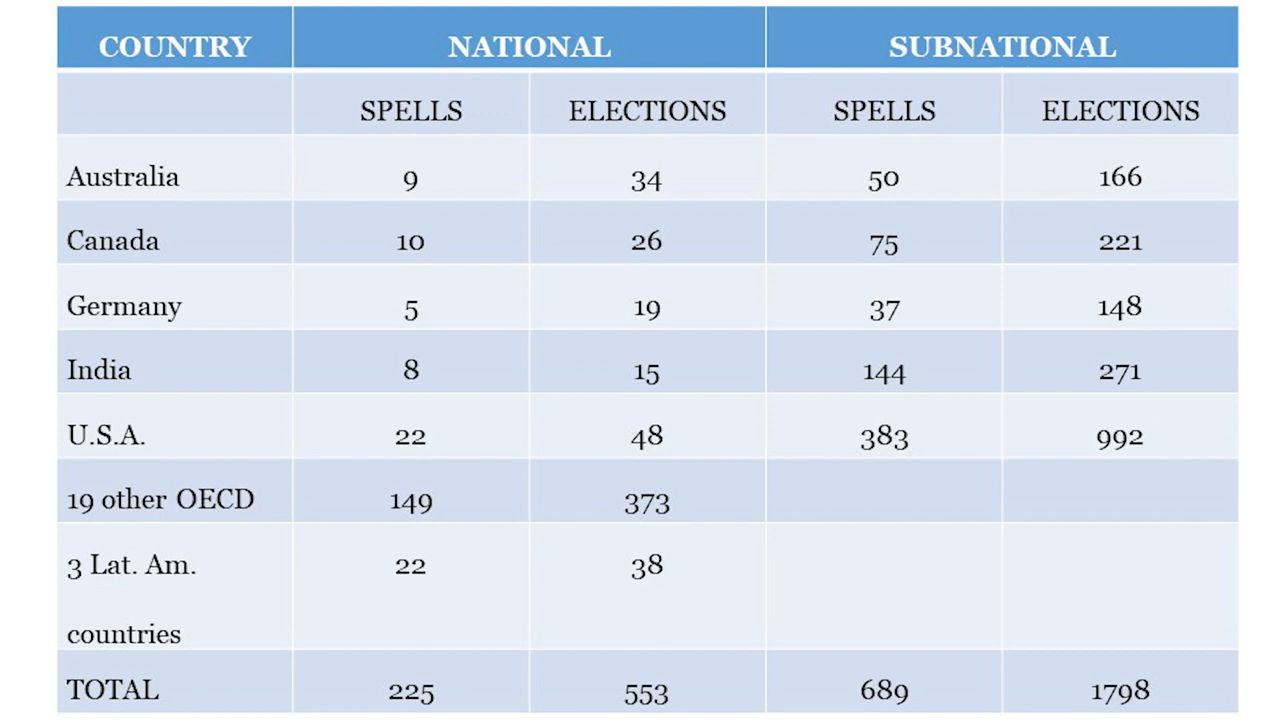 COUNTRY NATIONAL SUBNATIONAL
SPELLS ELECTIONS SPELLS ELECTIONS
Australia 9 34 50 166
Canada 10 26 75 221
Germany 5 19 37 148
India 8 15 144 271
U.S.A. 22 48 383 992
19 other OECD 149 373
3 Lat. Am. 22 38
countries
TOTAL 225 553 689 1798